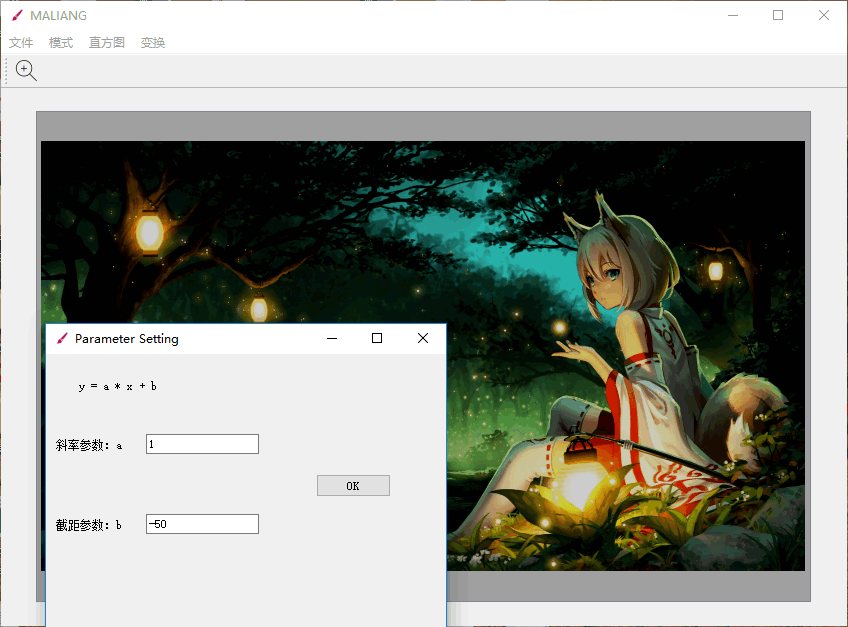 MALIANG
文件 模式 直方图 变换
Parameter Setting
y = a * x + b
斜率参数: a 1
OK
截距参数: b -50